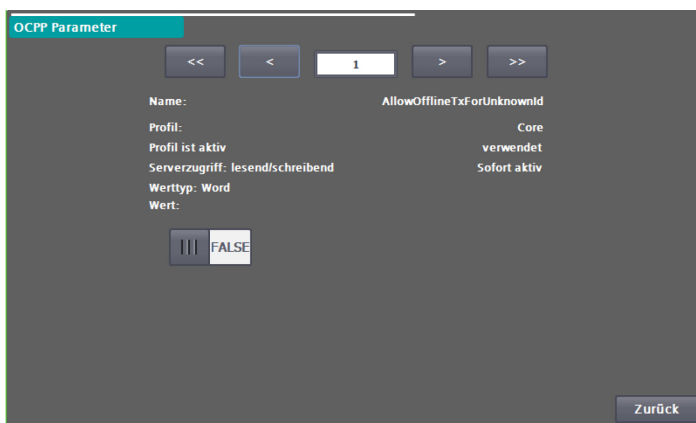 OCPP Parameter
<< < 1 > >>
Name: AllowOfflineTxForUnknownId
Profil: Core
Profil ist aktiv verwendet
Serverzugriff: lesend/schreibend Sofort aktiv
Werttyp: Word
Wert:
FALSE
Zurück